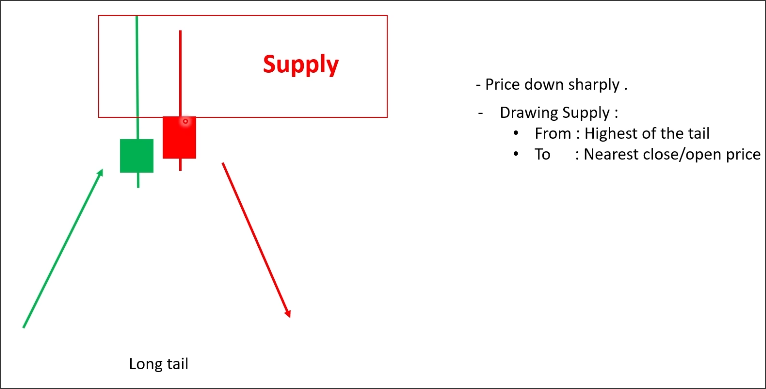 Supply
- Price down sharply .
- Drawing Supply :
• From : Highest of the tail
• To : Nearest close/open price
Long tail